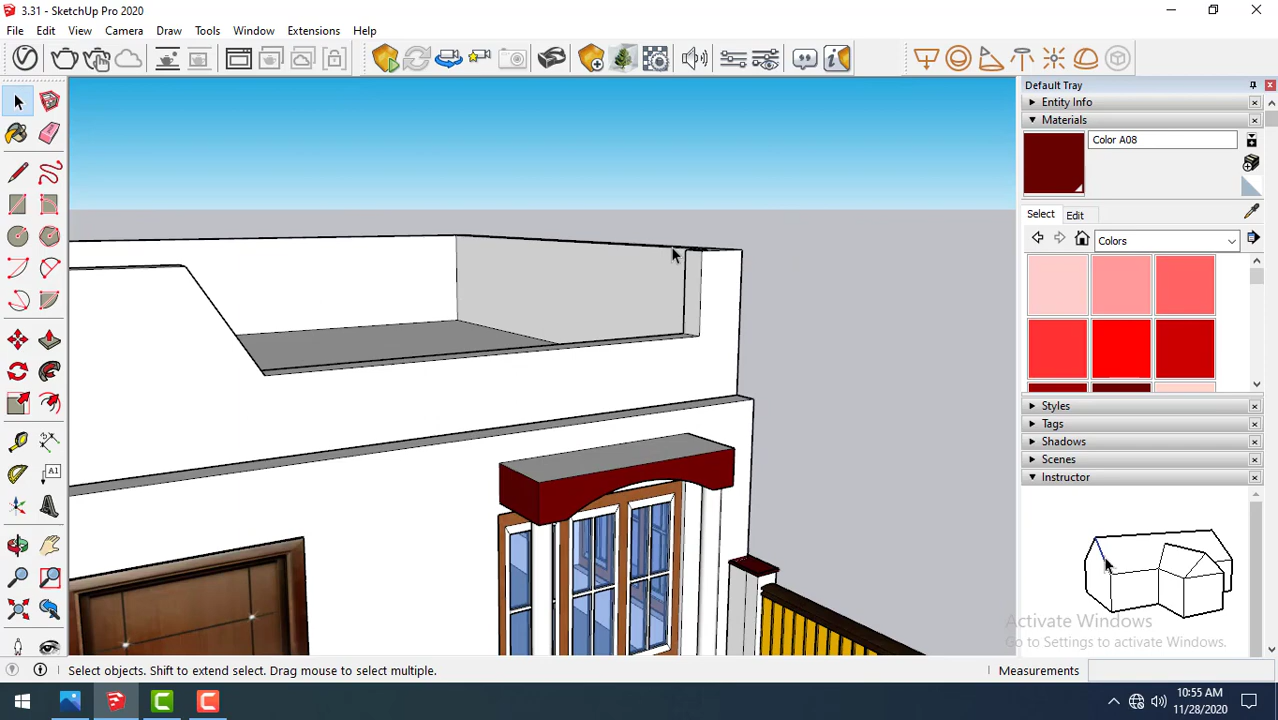 3.31 - SketchUp Pro 2020
File Edit View Camera Draw Tools Window Extensions Help
Default Tray
Entity Info
Materials
Color A08
Select Edit
Colors
Styles
Tags
Shadows
Scenes
Instructor
AI
Activate Windows
Go to Settings to activate Windows.
Select objects. Shift to extend select. Drag mouse to select multiple.
Measurements
10:55 AM
11/28/2020